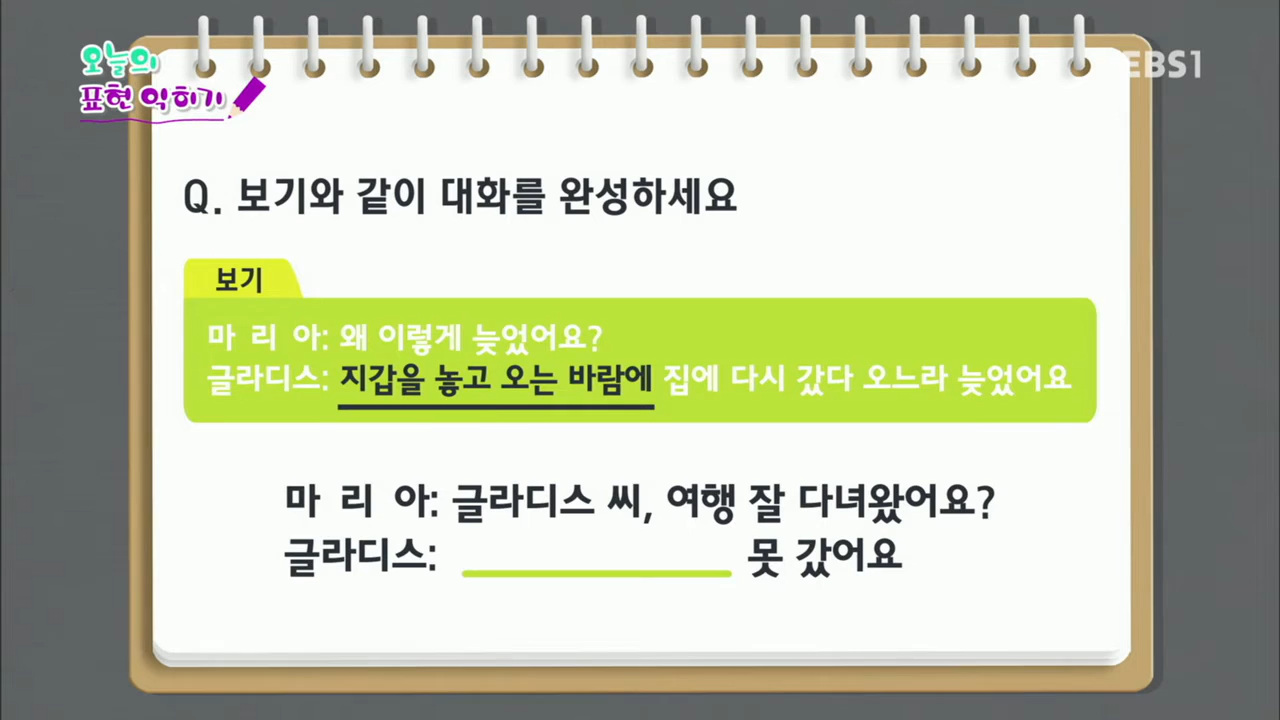 오늘의
표현 익히기
EBS1
Q. 보기와 같이 대화를 완성하세요
보기
마 리 아: 왜 이렇게 늦었어요?
글라디스: 지갑을 놓고 오는 바람에 집에 다시 갔다 오느라 늦었어요
마 리 아: 글라디스 씨, 여행 잘 다녀왔어요?
글라디스: 못 갔어요